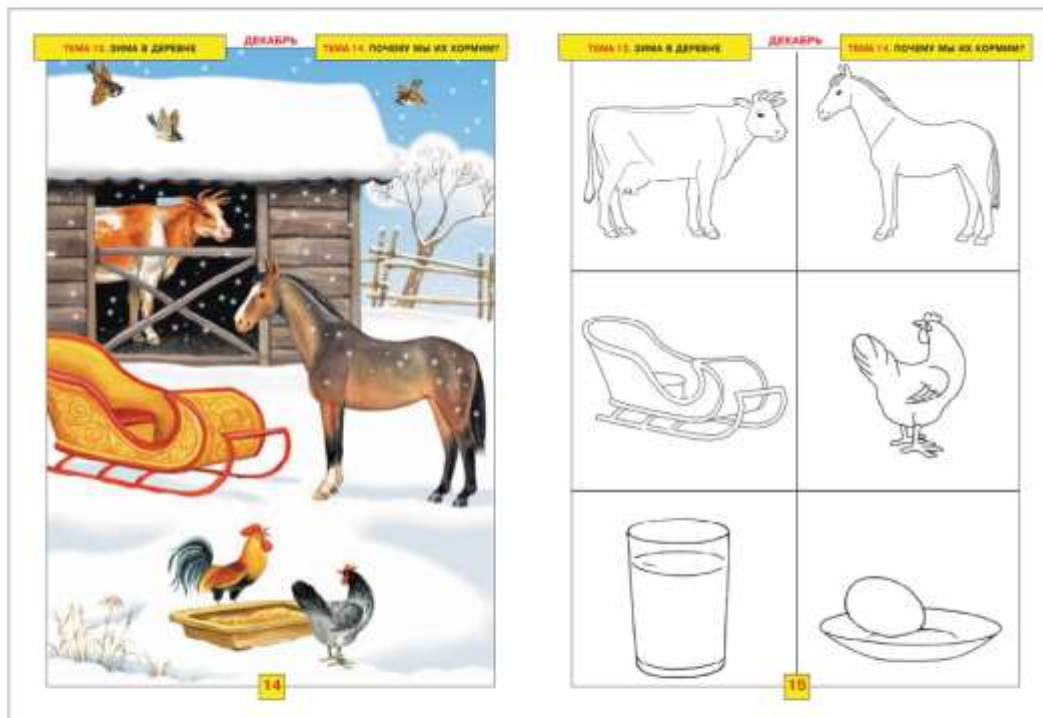 ТЕМА 13. ЗИМА В ДЕРЕВНЕ
ДЕКАБРЬ
ТЕМА 14. ПОЧЕМУ МЫ ИХ КОРМИМ?
14
ТЕМА 13. ЗИМА В ДЕРЕВНЕ
ДЕКАБРЬ
ТЕМА 14. ПОЧЕМУ МЫ ИХ КОРМИМ?
15